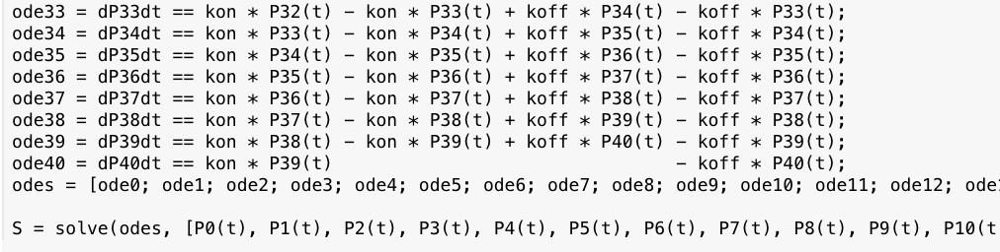 ode33 = dP33dt == kon * P32(t) − kon * P33(t) + koff * P34(t) − koff * P33(t);
ode34 = dP34dt == kon * P33(t) − kon * P34(t) + koff * P35(t) − koff * P34(t);
ode35 = dP35dt == kon * P34(t) − kon * P35(t) + koff * P36(t) − koff * P35(t);
ode36 = dP36dt == kon * P35(t) − kon * P36(t) + koff * P37(t) − koff * P36(t);
ode37 = dP37dt == kon * P36(t) − kon * P37(t) + koff * P38(t) − koff * P37(t);
ode38 = dP38dt == kon * P37(t) − kon * P38(t) + koff * P39(t) − koff * P38(t);
ode39 = dP39dt == kon * P38(t) − kon * P39(t) + koff * P40(t) − koff * P39(t);
ode40 = dP40dt == kon * P39(t)                                − koff * P40(t);
odes = [ode0; ode1; ode2; ode3; ode4; ode5; ode6; ode7; ode8; ode9; ode10; ode11; ode12; ode
S = solve(odes, [P0(t), P1(t), P2(t), P3(t), P4(t), P5(t), P6(t), P7(t), P8(t), P9(t), P10(t